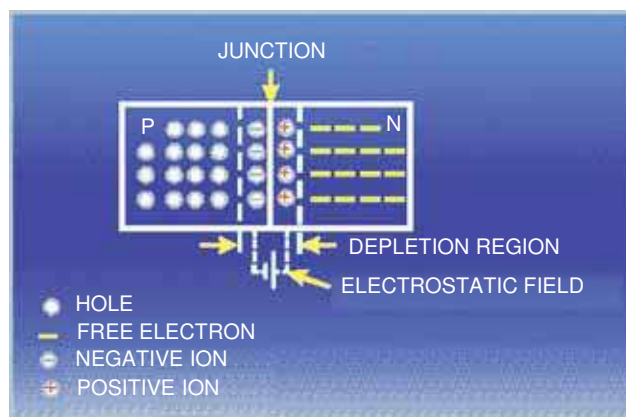 JUNCTION
P N
DEPLETION REGION
ELECTROSTATIC FIELD
HOLE
FREE ELECTRON
NEGATIVE ION
POSITIVE ION